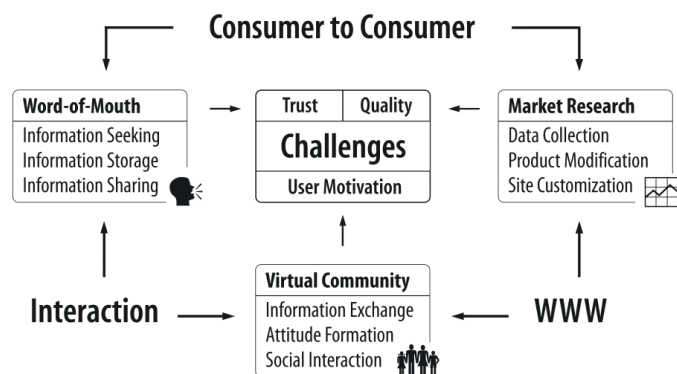 Consumer to Consumer
Word-of-Mouth
Information Seeking
Information Storage
Information Sharing
Trust
Quality
Challenges
User Motivation
Market Research
Data Collection
Product Modification
Site Customization
Interaction
Virtual Community
Information Exchange
Attitude Formation
Social Interaction
WWW